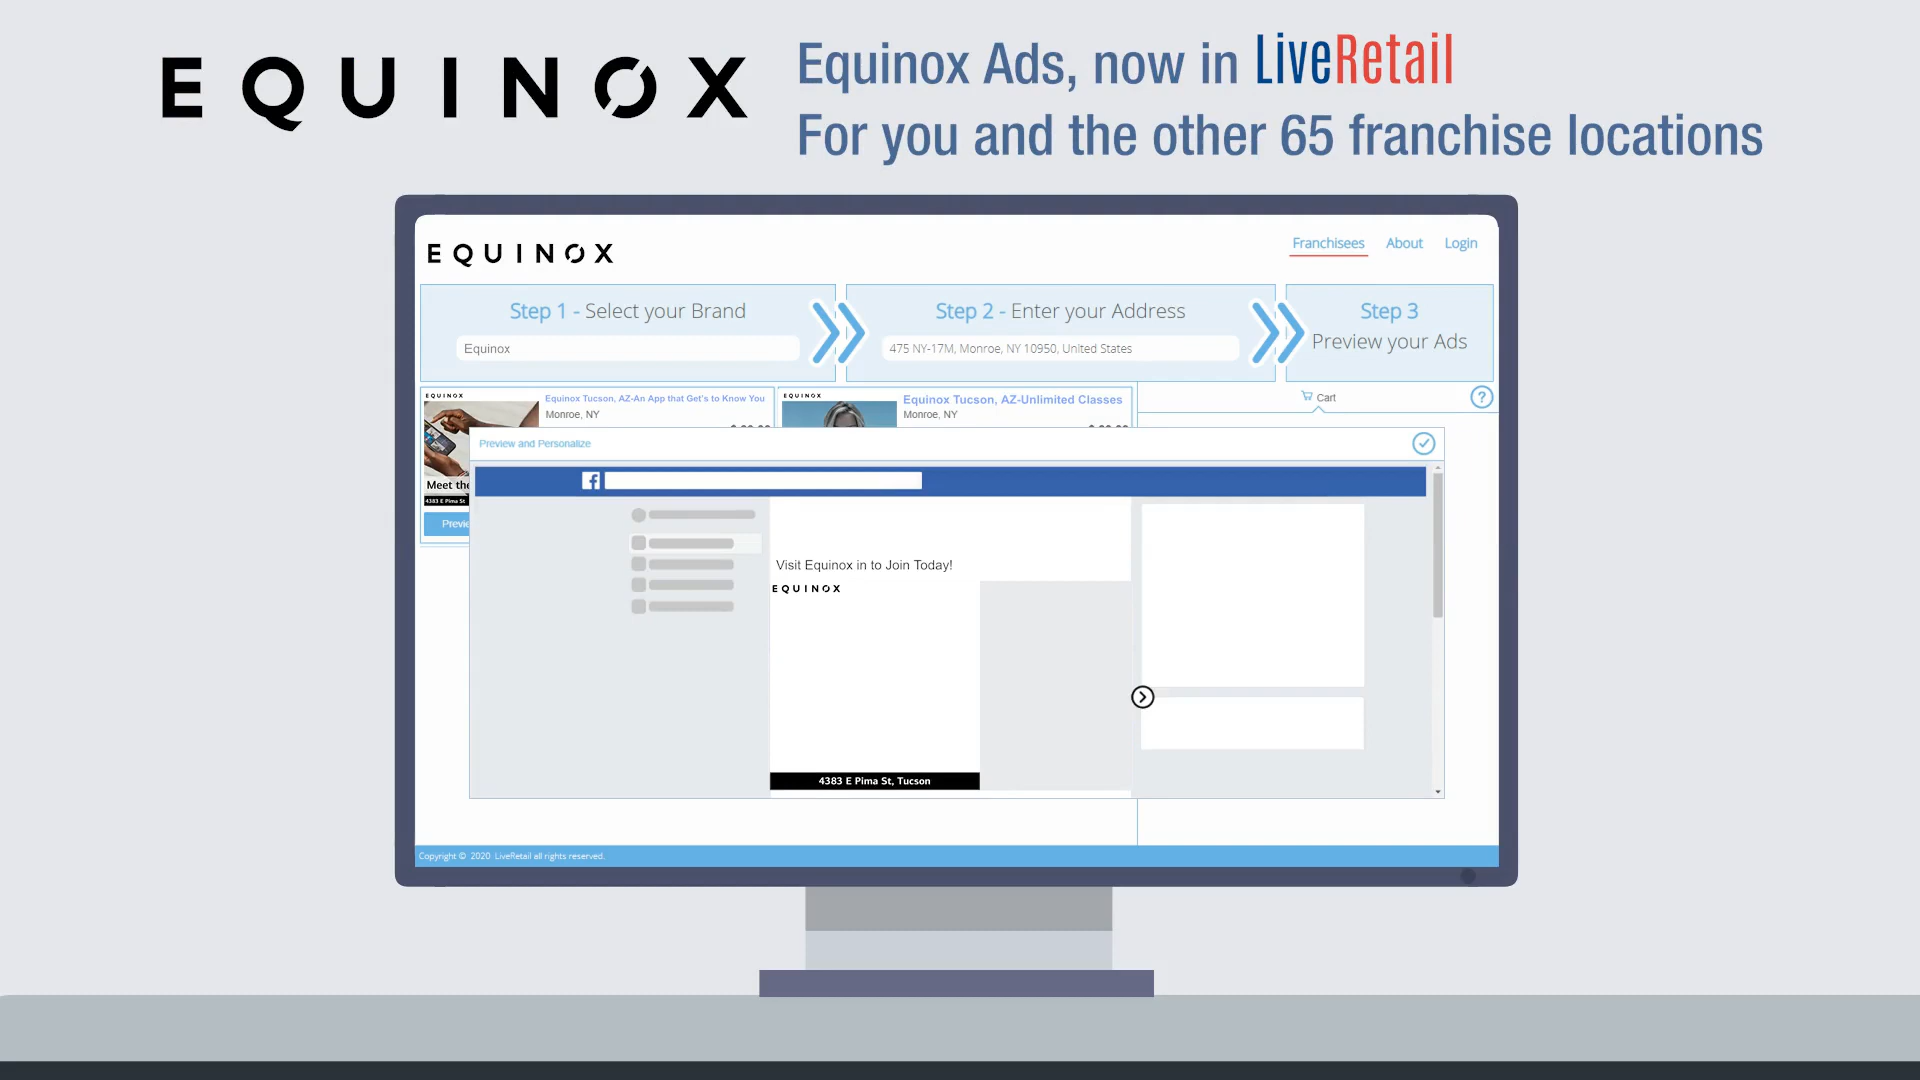 EQUINOX
Equinox Ads, now in LiveRetail
For you and the other 65 franchise locations
EQUINOX
Franchisees About Login
Step 1 - Select your Brand
Equinox
Step 2 - Enter your Address
475 NY-17M, Monroe, NY 10950, United States
Step 3
Preview your Ads
EQUINOX
Equinox Tucson, AZ-An App that Get's to Know You
Monroe, NY
EQUINOX
Equinox Tucson, AZ-Unlimited Classes
Monroe, NY
Cart
?
Meet the
4383 E Pima St
Previe
Preview and Personalize
f
Visit Equinox in to Join Today!
EQUINOX
4383 E Pima St, Tucson
Copyright © 2020 LiveRetail all rights reserved.